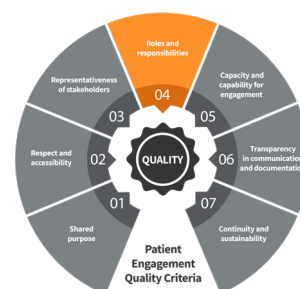 Roles and
responsibilities
04
Representativeness
of stakeholders
03
Capacity and
capability for
engagement
05
Respect and
accessibility
02
QUALITY
06
Transparency
in communication
and documentation
Shared
purpose
01
07
Continuity and
sustainability
Patient
Engagement
Quality Criteria